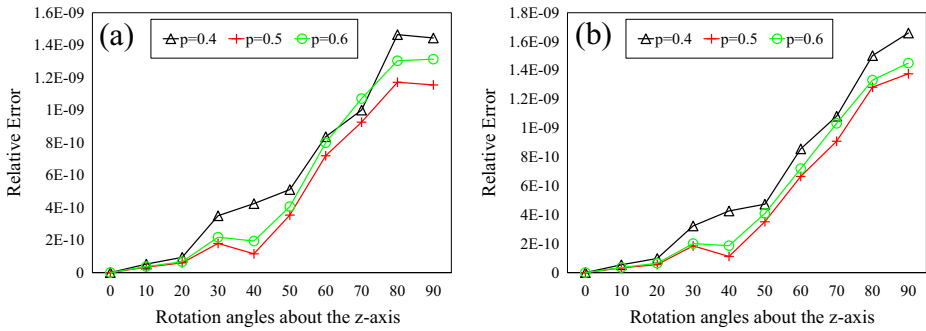 (a)
p=0.4 p=0.5 p=0.6
1.6E-09
1.4E-09
1.2E-09
1E-09
8E-10
6E-10
4E-10
2E-10
0
Relative Error
0 10 20 30 40 50 60 70 80 90
Rotation angles about the z-axis
(b)
p=0.4 p=0.5 p=0.6
1.8E-09
1.6E-09
1.4E-09
1.2E-09
1E-09
8E-10
6E-10
4E-10
2E-10
0
Relative Error
0 10 20 30 40 50 60 70 80 90
Rotation angles about the z-axis